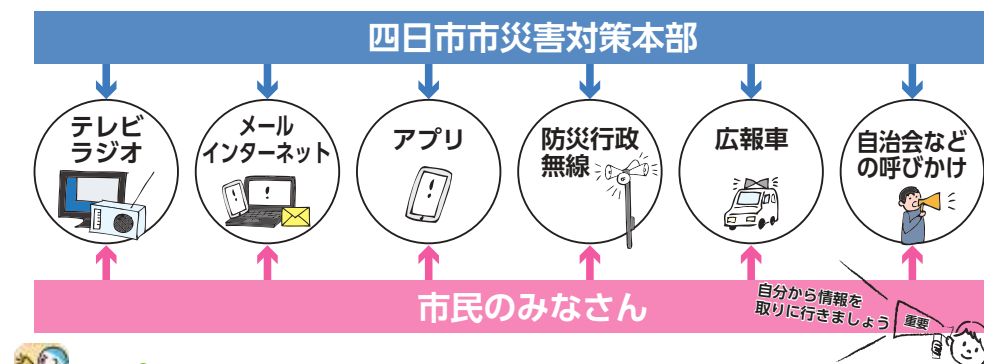 四日市市災害対策本部
テレビ
ラジオ
メール
インターネット
アプリ
防災行政
無線
広報車
自治会など
の呼びかけ
市民のみなさん
自分から情報を
取りに行きましょう
重要